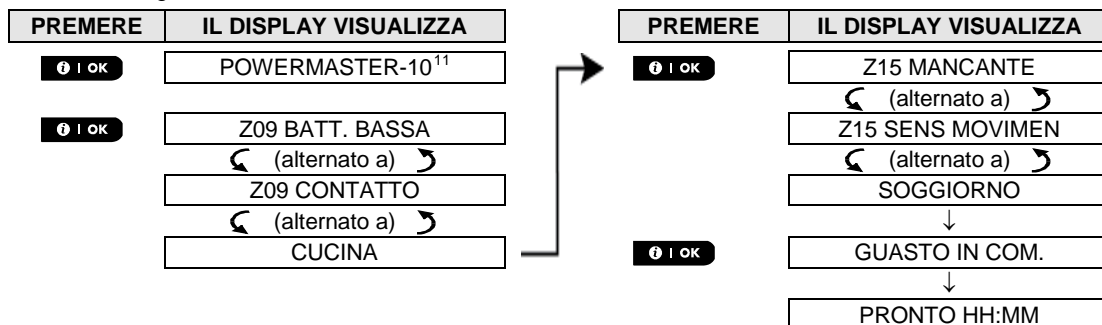 PREMERE IL DISPLAY VISUALIZZA
i | OK POWERMASTER-10¹¹
i | OK Z09 BATT. BASSA
(alternato a)
Z09 CONTATTO
(alternato a)
CUCINA
PREMERE IL DISPLAY VISUALIZZA
i | OK Z15 MANCANTE
(alternato a)
Z15 SENS MOVIMEN
(alternato a)
SOGGIORNO
↓
i | OK GUASTO IN COM.
↓
PRONTO HH:MM